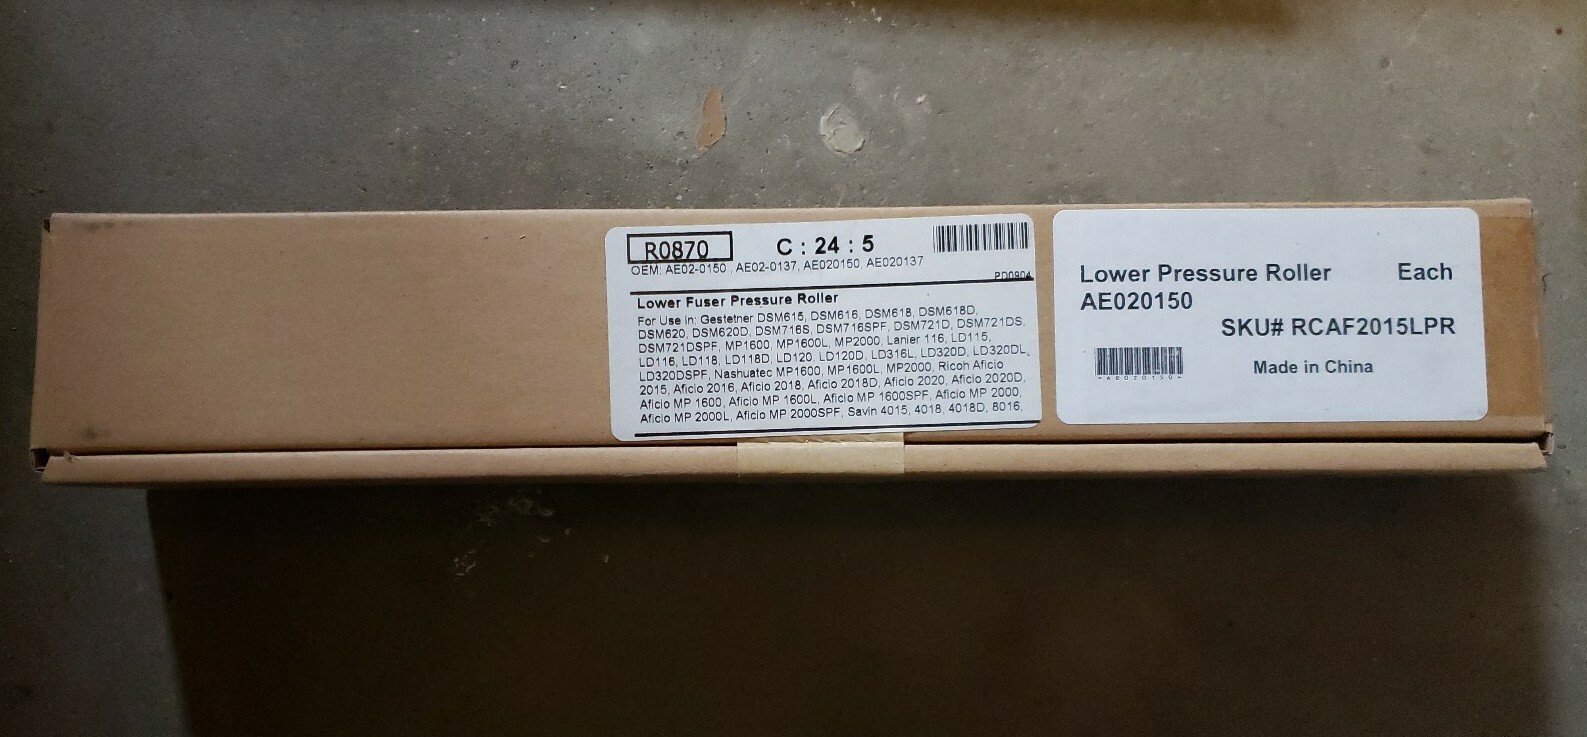 R0870
C : 24 : 5
OEM: AE02-0150 , AE02-0137, AE020150, AE020137
PD0904
Lower Fuser Pressure Roller
For Use In: Gestetner DSM615, DSM616, DSM618, DSM618D,
DSM620, DSM620D, DSM716S, DSM716SPF, DSM721D, DSM721DS,
DSM721DSPF, MP1600, MP1600L, MP2000, Lanier 116, LD115,
LD116, LD118, LD118D, LD120, LD120D, LD316L, LD320D, LD320DL,
LD320DSPF, Nashuatec MP1600, MP1600L, MP2000, Ricoh Aficio
2015, Aficio 2016, Aficio 2018, Aficio 2018D, Aficio 2020, Aficio 2020D,
Aficio MP 1600, Aficio MP 1600L, Aficio MP 1600SPF, Aficio MP 2000,
Aficio MP 2000L, Aficio MP 2000SPF, Savin 4015, 4018, 4018D, 8016,
Lower Pressure Roller Each
AE020150
SKU# RCAF2015LPR
*AE020150*
Made in China